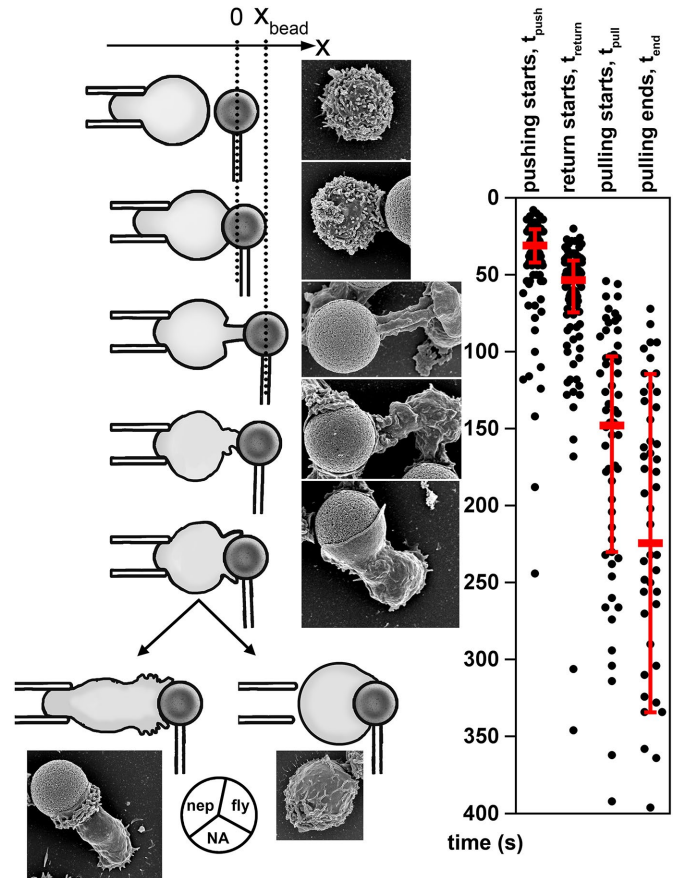 0 x_bead
x
pushing starts, t_push
return starts, t_return
pulling starts, t_pull
pulling ends, t_end
0
50
100
150
200
250
300
350
400
time (s)
nep fly
NA